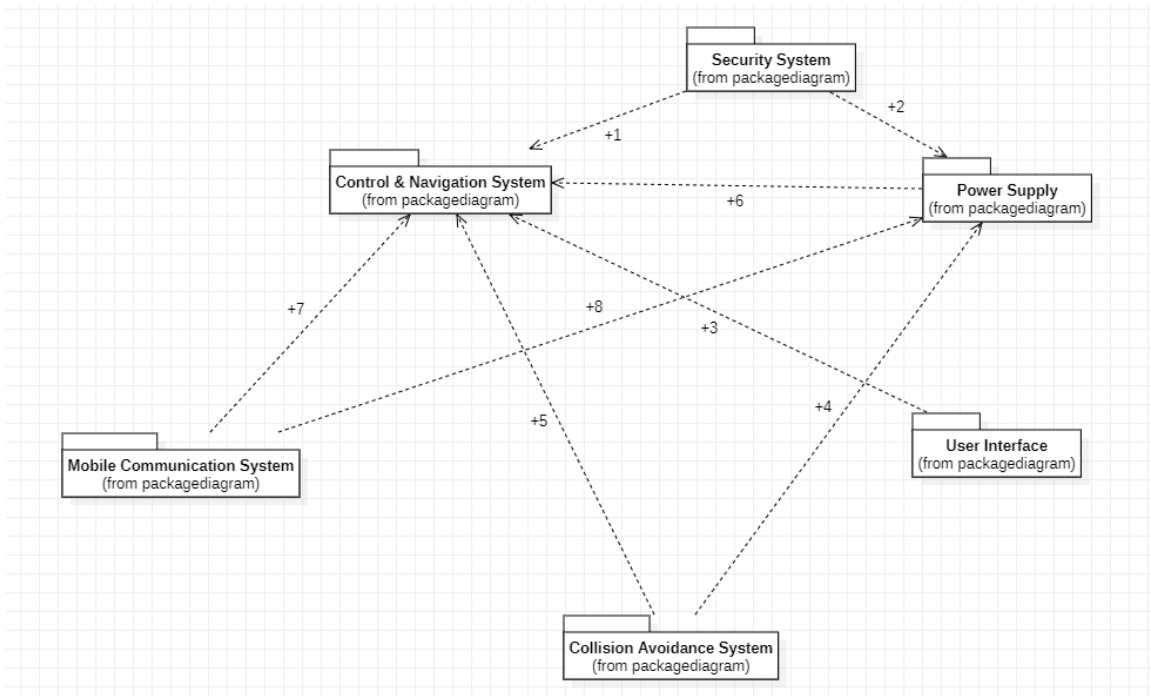 Security System
(from packagediagram)
+2
+1
Control & Navigation System
(from packagediagram)
Power Supply
(from packagediagram)
+6
+7
+8
+3
+5
+4
User Interface
(from packagediagram)
Mobile Communication System
(from packagediagram)
Collision Avoidance System
(from packagediagram)